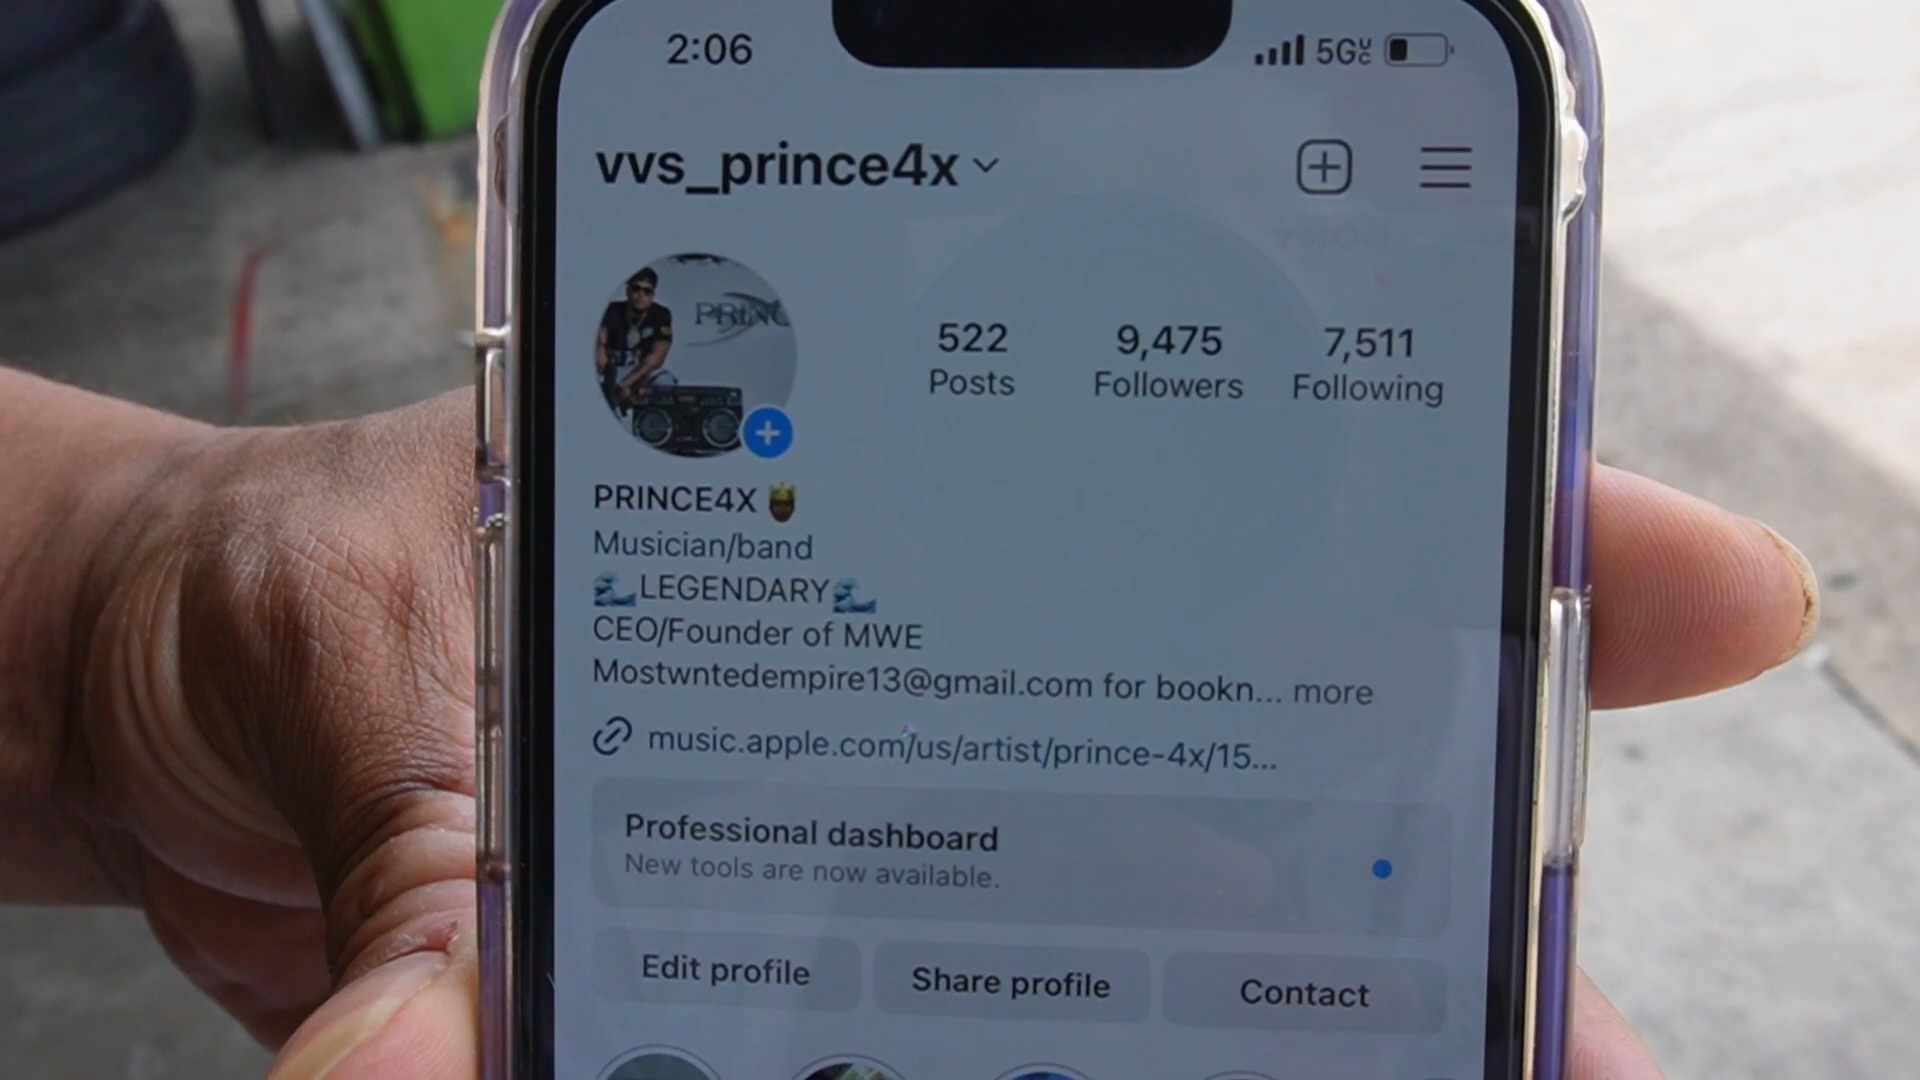 2:06 5G UC
vvs_prince4x
PRINC
522 9,475 7,511
Posts Followers Following
PRINCE4X
Musician/band
🌊LEGENDARY🌊
CEO/Founder of MWE
Mostwntedempire13@gmail.com for bookn... more
music.apple.com/us/artist/prince-4x/15...
Professional dashboard
New tools are now available.
Edit profile Share profile Contact